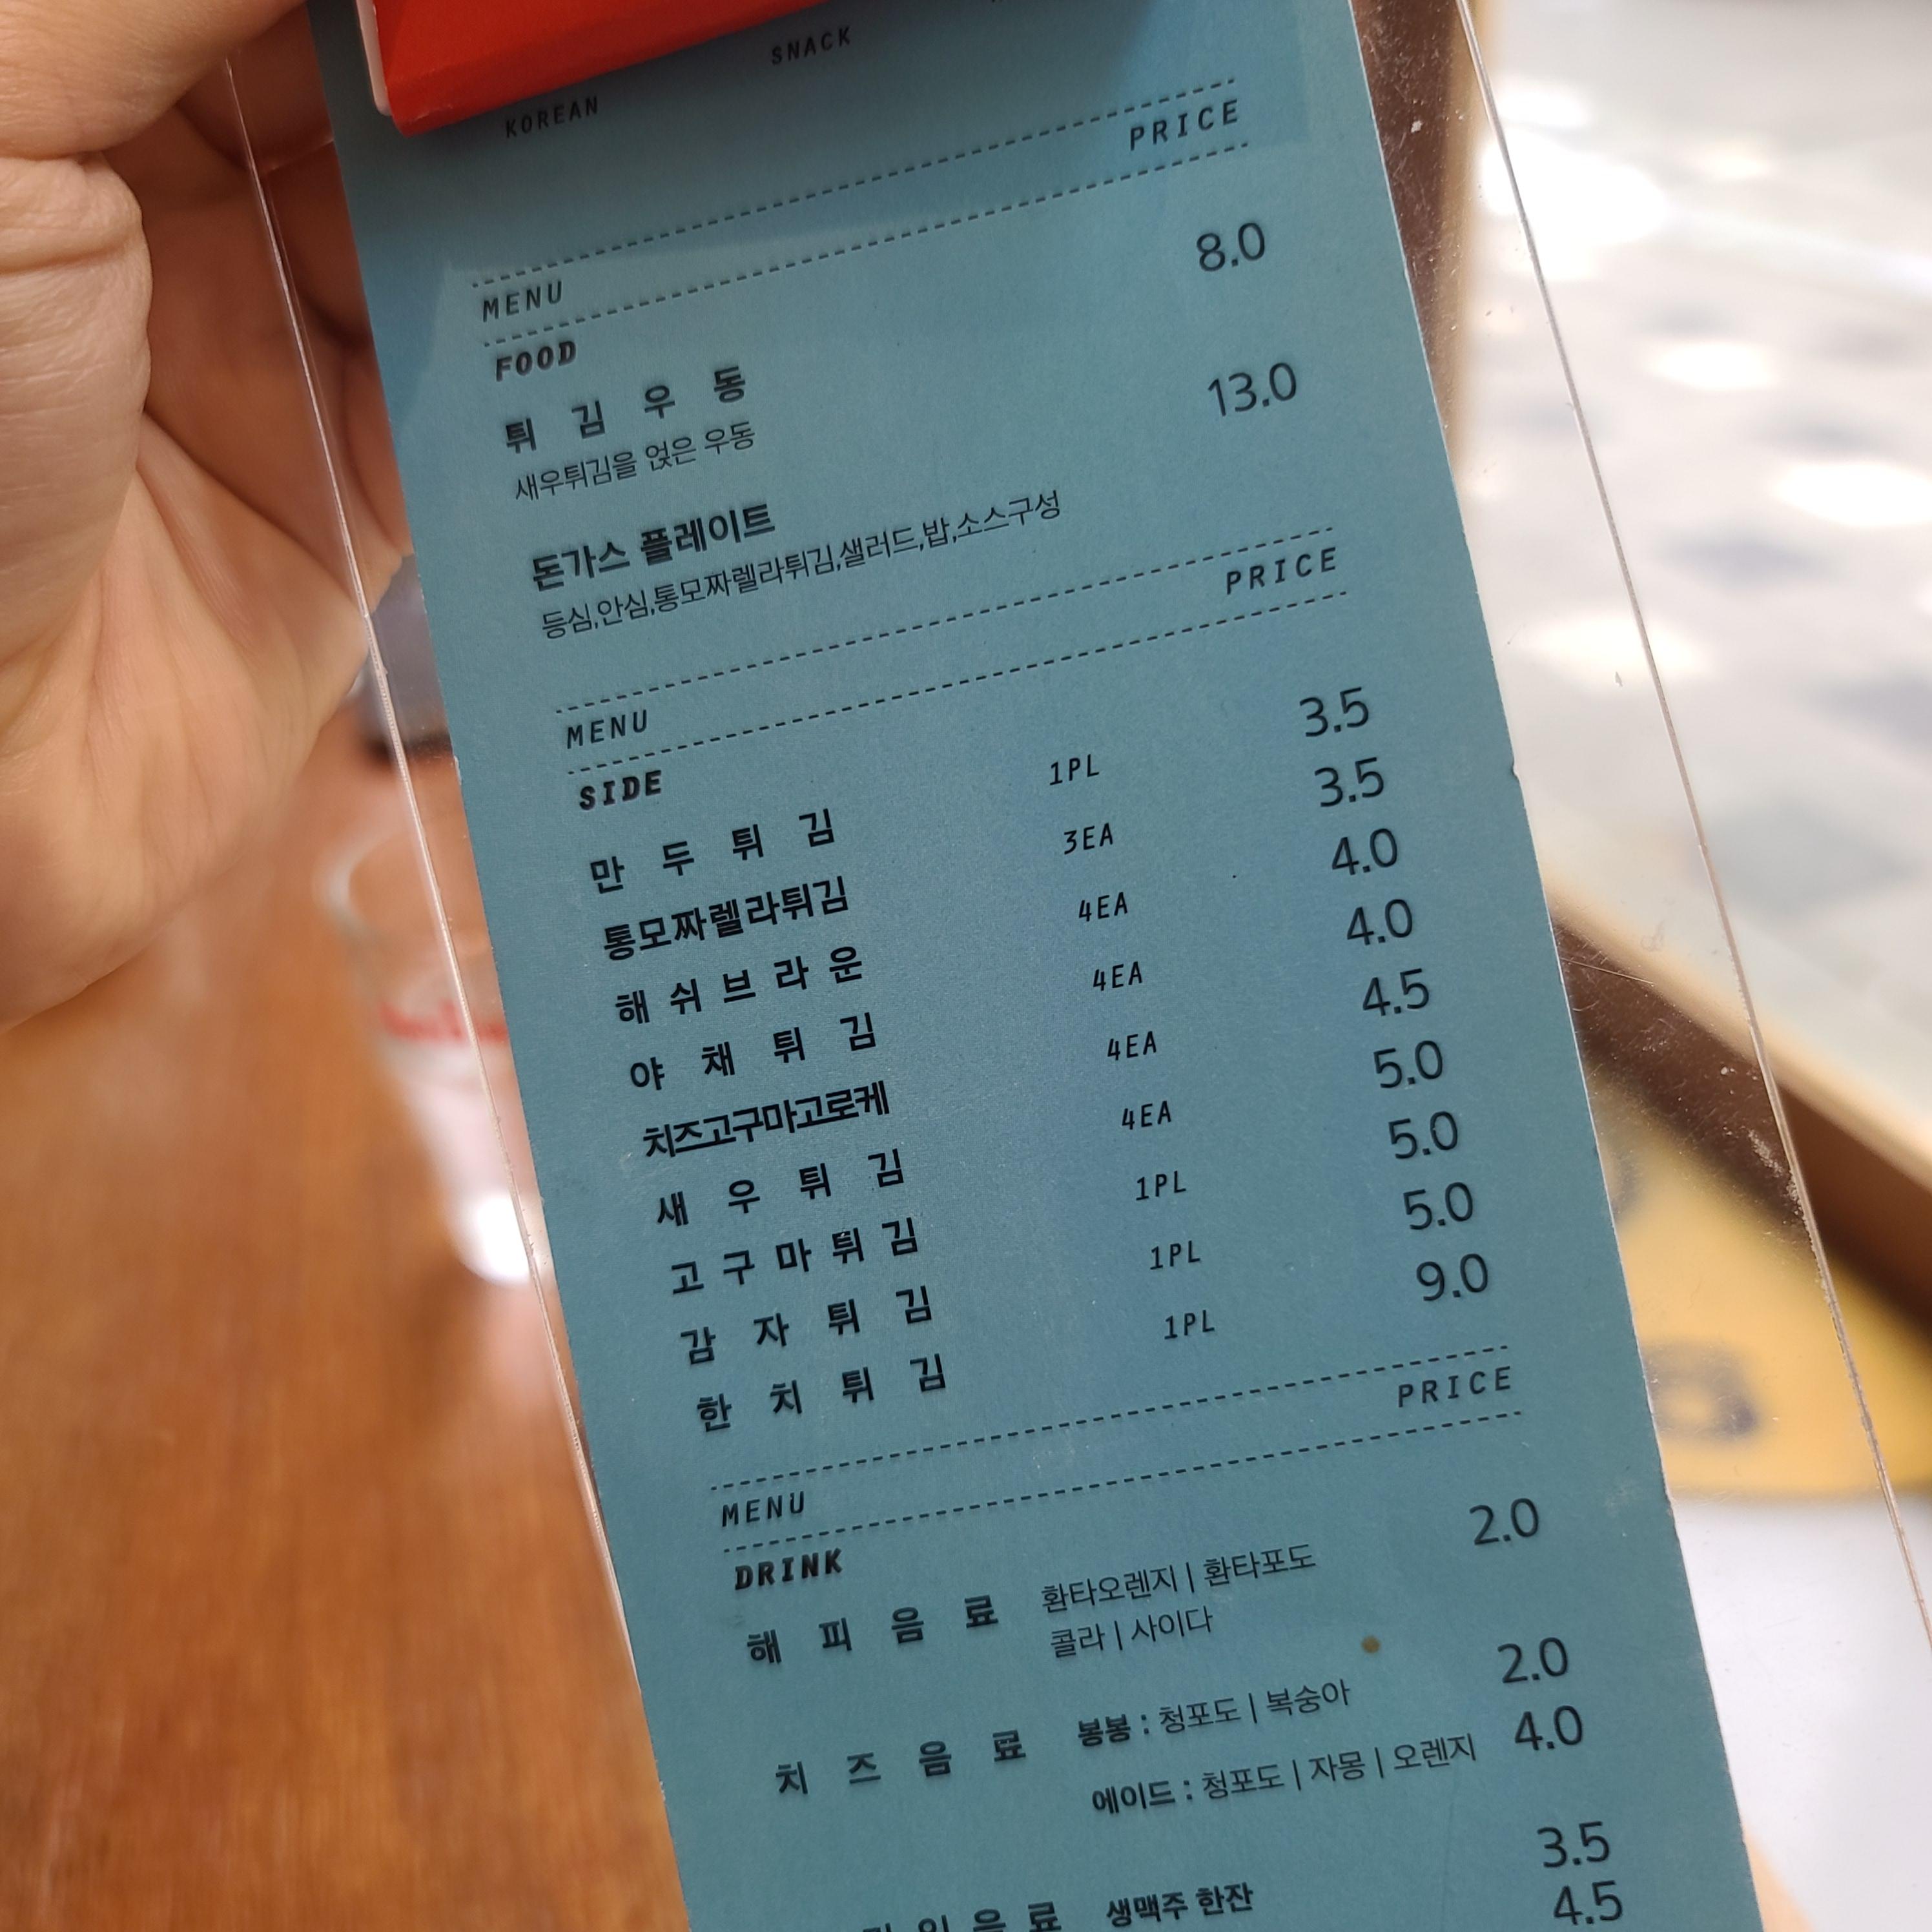 SNACK
KOREAN
MENU PRICE
FOOD
튀김우동 8.0
새우튀김을 얹은 우동
돈가스 플레이트 13.0
등심,안심,통모짜렐라튀김,샐러드,밥,소스구성
MENU PRICE
SIDE
만두튀김 1PL 3.5
통모짜렐라튀김 3EA 3.5
해쉬브라운 4EA 4.0
야채튀김 4EA 4.0
치즈고구마고로케 4EA 4.5
새우튀김 4EA 5.0
고구마튀김 1PL 5.0
감자튀김 1PL 5.0
한치튀김 1PL 9.0
MENU PRICE
DRINK
해피음료 환타오렌지 | 환타포도 2.0
콜라 | 사이다
치즈음료 봉봉 : 청포도 | 복숭아 2.0
에이드 : 청포도 | 자몽 | 오렌지 4.0
음료 생맥주 한잔 3.5
4.5